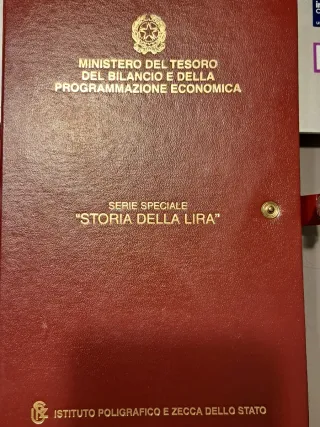 MINISTERO DEL TESORO
DEL BILANCIO E DELLA
PROGRAMMAZIONE ECONOMICA
SERIE SPECIALE
"STORIA DELLA LIRA"
ISTITUTO POLIGRAFICO E ZECCA DELLO STATO